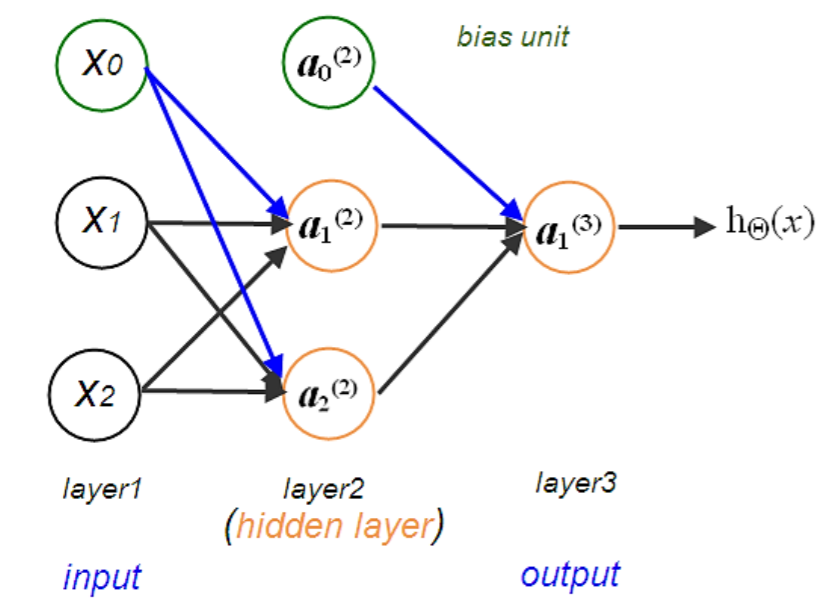 X0
a₀⁽²⁾
bias unit
X1
a₁⁽²⁾
a₁⁽³⁾
hΘ(x)
X2
a₂⁽²⁾
layer1
layer2
layer3
(hidden layer)
input
output